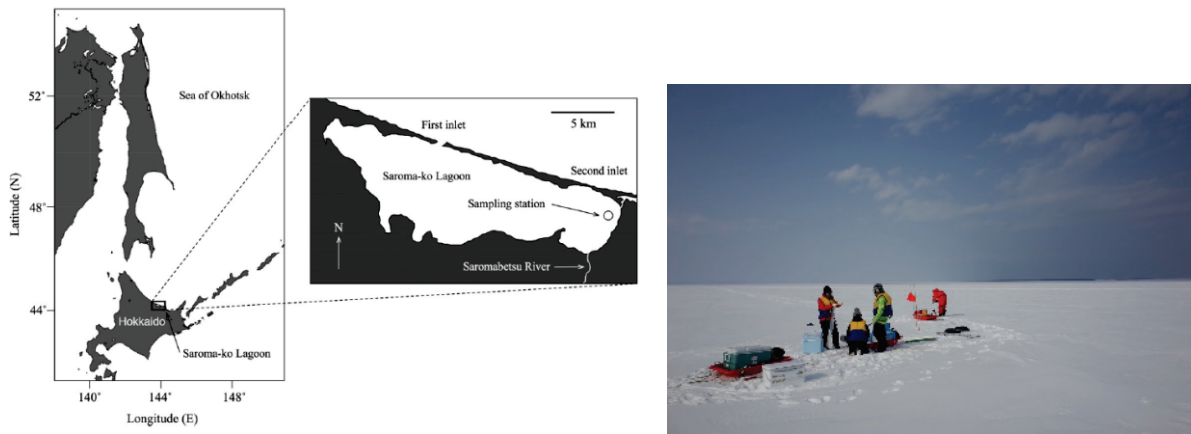 Latitude (N)
52°
48°
44°
Sea of Okhotsk
Hokkaido
Saroma-ko Lagoon
140°
144°
148°
Longitude (E)
First inlet
5 km
Second inlet
Saroma-ko Lagoon
Sampling station
N
Saromabetsu River